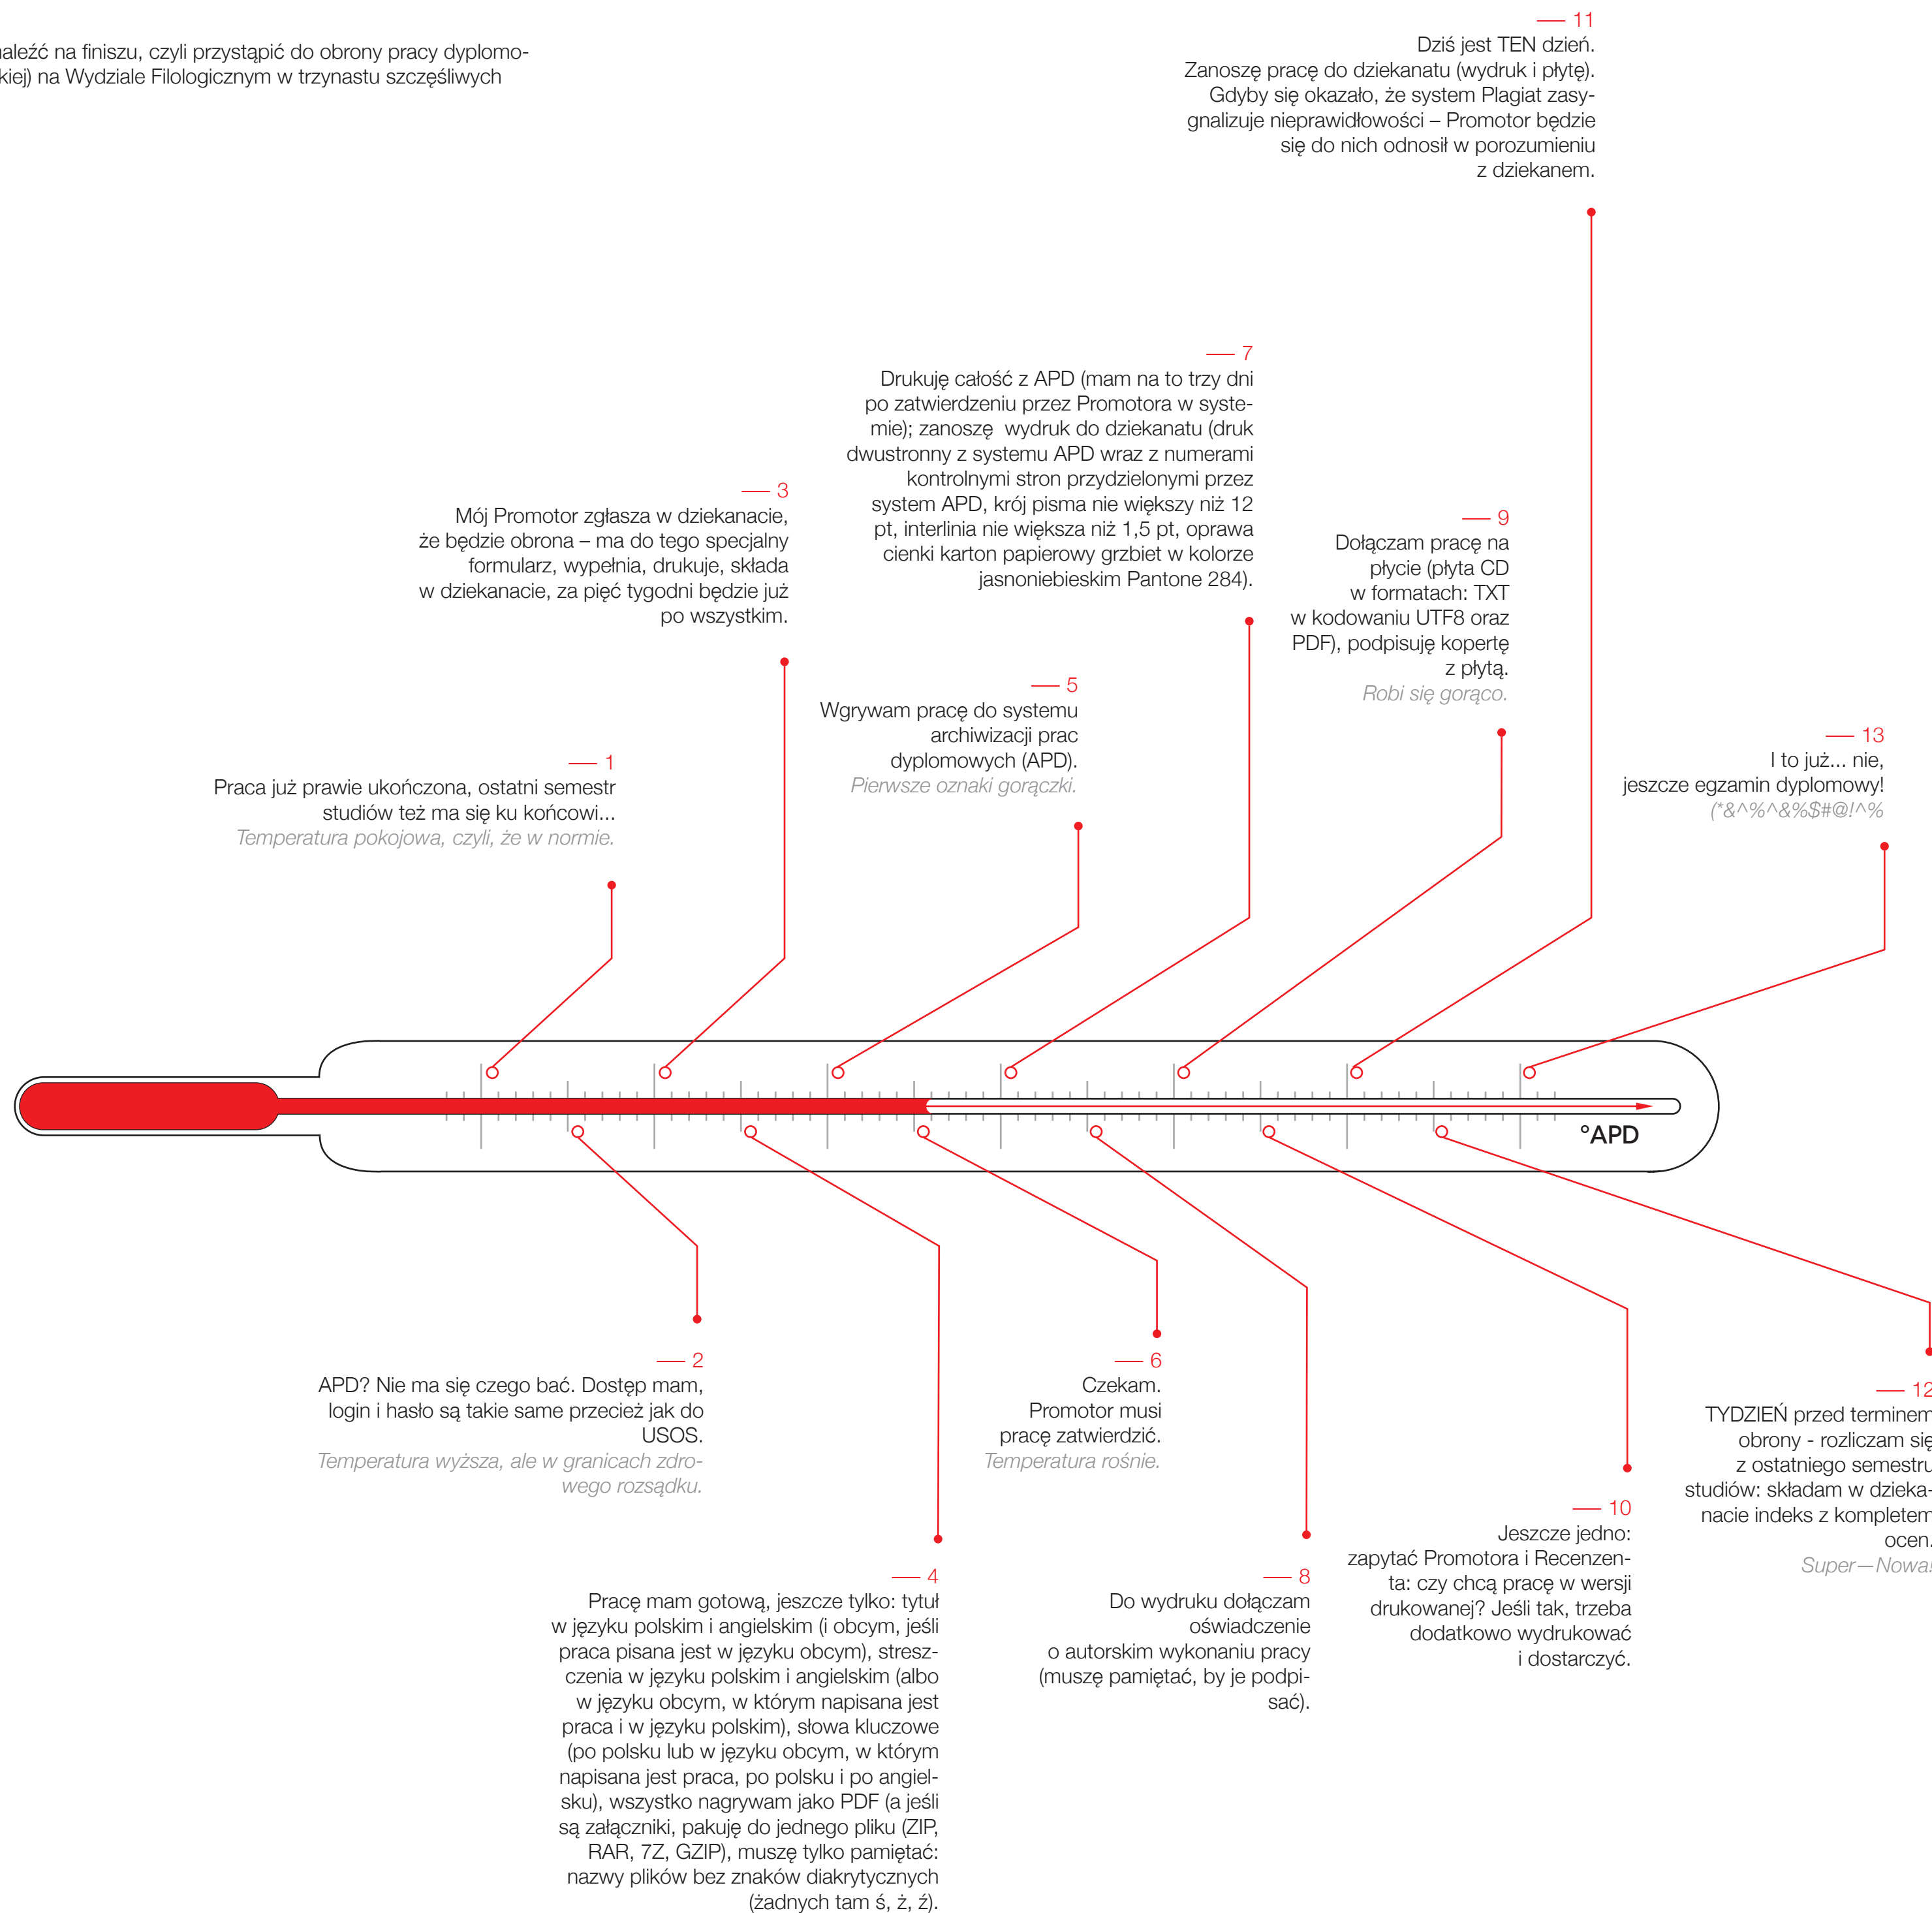 naleźć na finiszu, czyli przystąpić do obrony pracy dyplomo-
kiej) na Wydziale Filologicznym w trzynastu szczęśliwych
1
Praca już prawie ukończona, ostatni semestr
studiów też ma się ku końcowi...
Temperatura pokojowa, czyli, że w normie.
2
APD? Nie ma się czego bać. Dostęp mam,
login i hasło są takie same przecież jak do
USOS.
Temperatura wyższa, ale w granicach zdro-
wego rozsądku.
3
Mój Promotor zgłasza w dziekanacie,
że będzie obrona – ma do tego specjalny
formularz, wypełnia, drukuje, składa
w dziekanacie, za pięć tygodni będzie już
po wszystkim.
4
Pracę mam gotową, jeszcze tylko: tytuł
w języku polskim i angielskim (i obcym, jeśli
praca pisana jest w języku obcym), stresz-
czenia w języku polskim i angielskim (albo
w języku obcym, w którym napisana jest
praca i w języku polskim), słowa kluczowe
(po polsku lub w języku obcym, w którym
napisana jest praca, po polsku i po angiel-
sku), wszystko nagrywam jako PDF (a jeśli
są załączniki, pakuję do jednego pliku (ZIP,
RAR, 7Z, GZIP), muszę tylko pamiętać:
nazwy plików bez znaków diakrytycznych
(żadnych tam ś, ż, ź).
5
Wgrywam pracę do systemu
archiwizacji prac
dyplomowych (APD).
Pierwsze oznaki gorączki.
6
Czekam.
Promotor musi
pracę zatwierdzić.
Temperatura rośnie.
7
Drukuję całość z APD (mam na to trzy dni
po zatwierdzeniu przez Promotora w syste-
mie); zanoszę wydruk do dziekanatu (druk
dwustronny z systemu APD wraz z numerami
kontrolnymi stron przydzielonymi przez
system APD, krój pisma nie większy niż 12
pt, interlinia nie większa niż 1,5 pt, oprawa
cienki karton papierowy grzbiet w kolorze
jasnoniebieskim Pantone 284).
8
Do wydruku dołączam
oświadczenie
o autorskim wykonaniu pracy
(muszę pamiętać, by je podpi-
sać).
9
Dołączam pracę na
płycie (płyta CD
w formatach: TXT
w kodowaniu UTF8 oraz
PDF), podpisuję kopertę
z płytą.
Robi się gorąco.
10
Jeszcze jedno:
zapytać Promotora i Recenzen-
ta: czy chcą pracę w wersji
drukowanej? Jeśli tak, trzeba
dodatkowo wydrukować
i dostarczyć.
11
Dziś jest TEN dzień.
Zanoszę pracę do dziekanatu (wydruk i płytę).
Gdyby się okazało, że system Plagiat zasy-
gnalizuje nieprawidłowości – Promotor będzie
się do nich odnosił w porozumieniu
z dziekanem.
12
TYDZIEŃ przed terminem
obrony - rozliczam się
z ostatniego semestru
studiów: składam w dzieka-
nacie indeks z kompletem
ocen.
Super—Nowa!
13
I to już... nie,
jeszcze egzamin dyplomowy!
(*&^%^&%$#@!^%
°APD